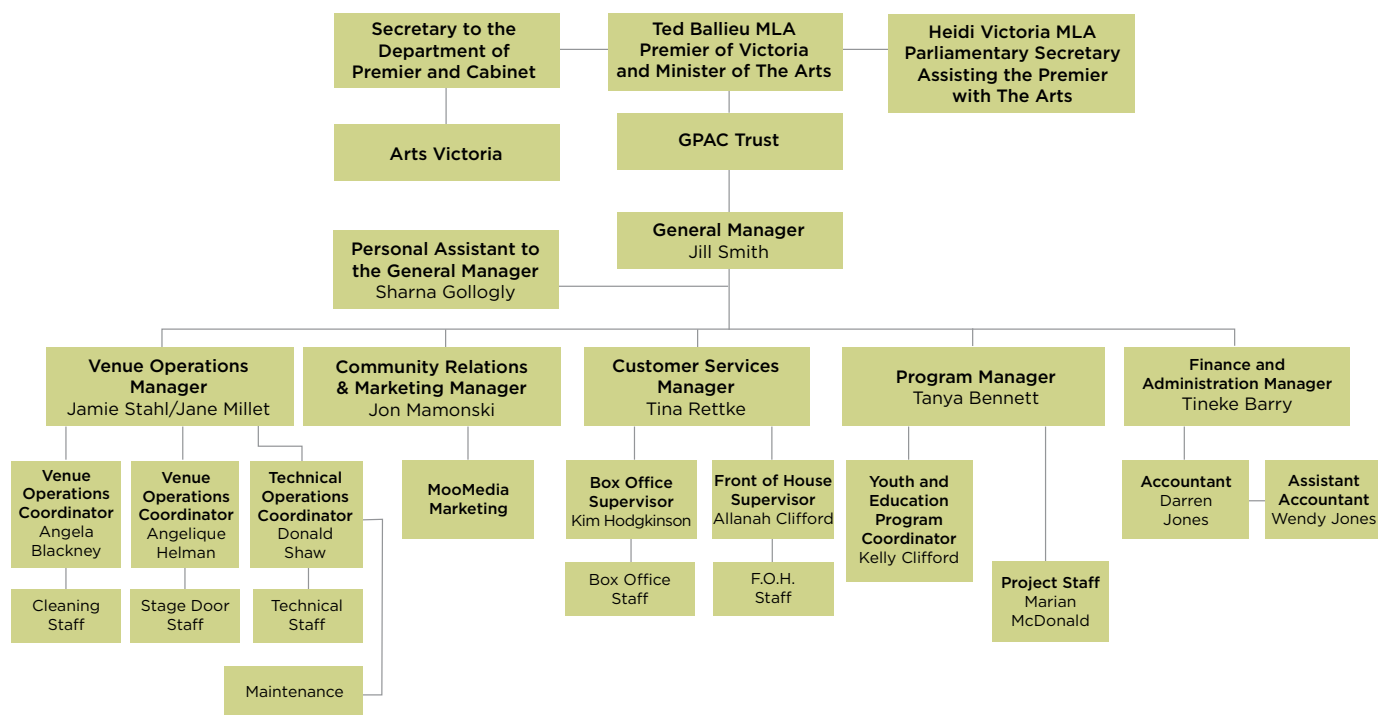 Secretary to the
Department of
Premier and Cabinet
Ted Ballieu MLA
Premier of Victoria
and Minister of The Arts
Heidi Victoria MLA
Parliamentary Secretary
Assisting the Premier
with The Arts
Arts Victoria
GPAC Trust
General Manager
Jill Smith
Personal Assistant to
the General Manager
Sharna Gollogly
Venue Operations
Manager
Jamie Stahl/Jane Millet
Community Relations
& Marketing Manager
Jon Mamonski
Customer Services
Manager
Tina Rettke
Program Manager
Tanya Bennett
Finance and
Administration Manager
Tineke Barry
Venue
Operations
Coordinator
Angela
Blackney
Venue
Operations
Coordinator
Angelique
Helman
Technical
Operations
Coordinator
Donald
Shaw
MooMedia
Marketing
Box Office
Supervisor
Kim Hodgkinson
Front of House
Supervisor
Allanah Clifford
Youth and
Education
Program
Coordinator
Kelly Clifford
Accountant
Darren
Jones
Assistant
Accountant
Wendy Jones
Cleaning
Staff
Stage Door
Staff
Technical
Staff
Box Office
Staff
F.O.H.
Staff
Project Staff
Marian
McDonald
Maintenance